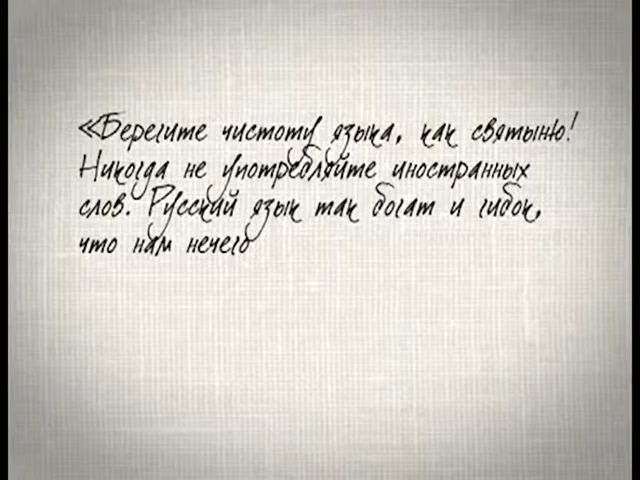 «Берегите чистоту языка, как святыню!
Никогда не употребляйте иностранных
слов. Русский язык так богат и гибок,
что нам нечего